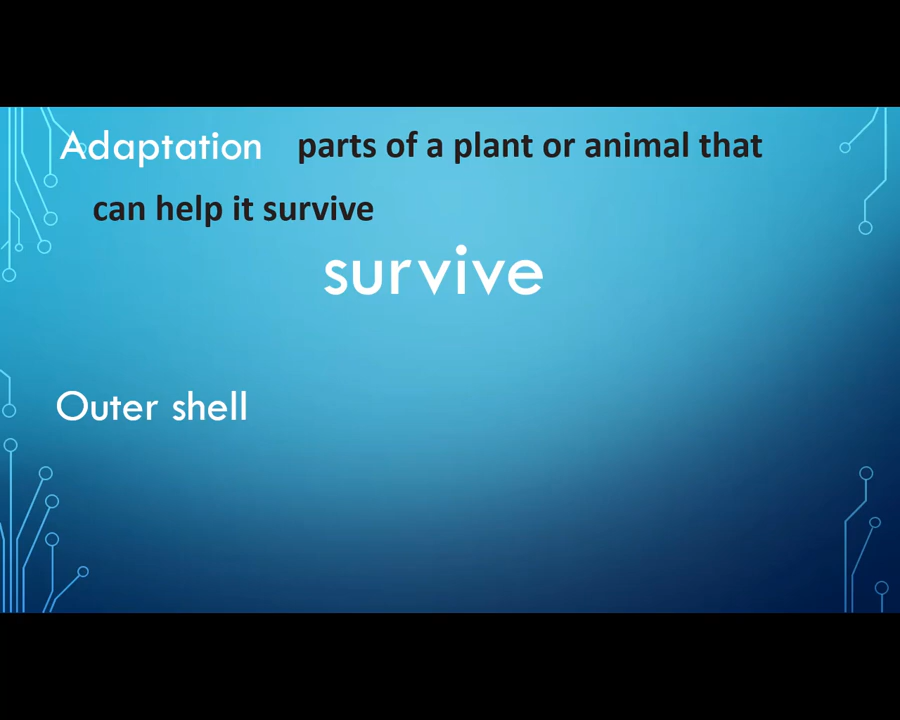 Adaptation parts of a plant or animal that
can help it survive
survive
Outer shell